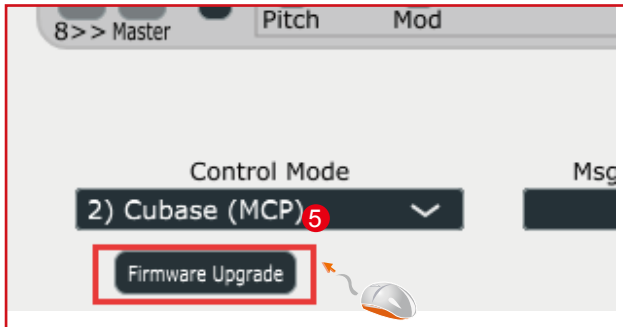 8>> Master
Pitch Mod
Control Mode
Msg
2) Cubase (MCP)
5
Firmware Upgrade